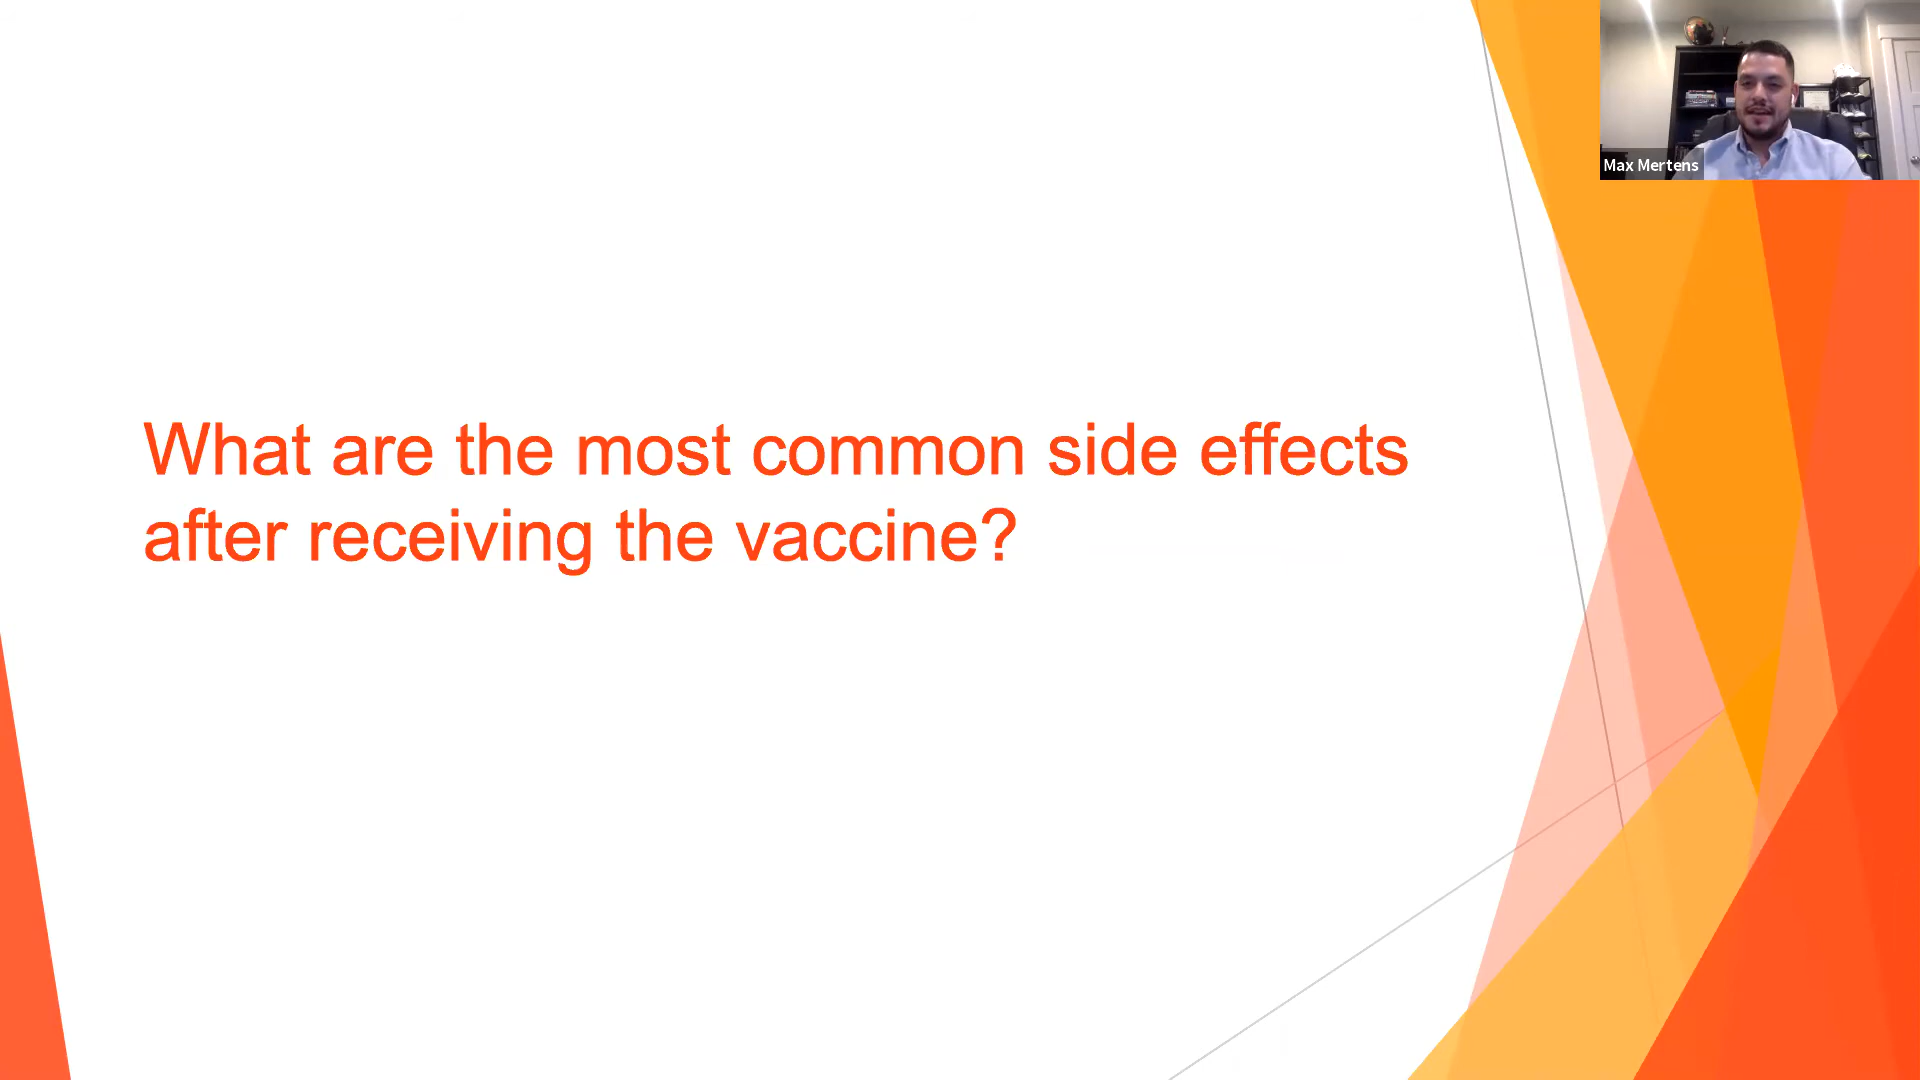 Max Mertens
What are the most common side effects
after receiving the vaccine?